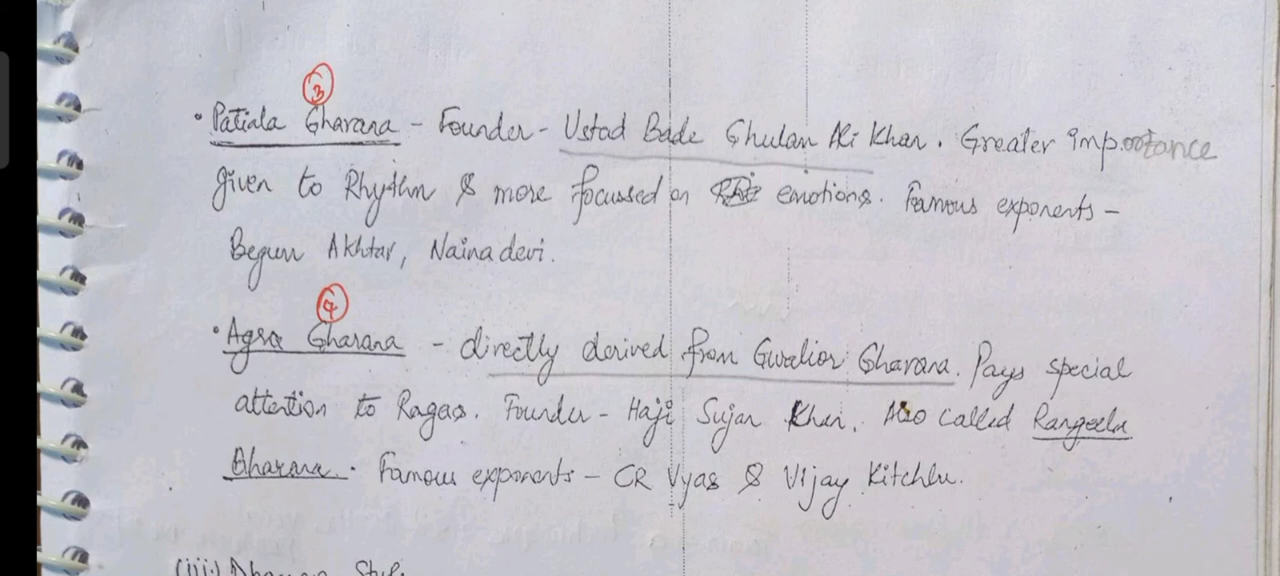 3
• Patiala Gharana - Founder - Ustad Bade Ghulam Ali Khan. Greater importance
given to Rhythm & more focussed on emotions. Famous exponents -
Begum Akhtar, Naina devi.
4
• Agra Gharana - directly derived from Gwalior Gharana. Pays special
attention to Ragas. Founder - Haji Sujan Khan. Also called Rangeela
Gharana. Famous exponents - CR Vyas & Vijay Kitchlu.
(iii)